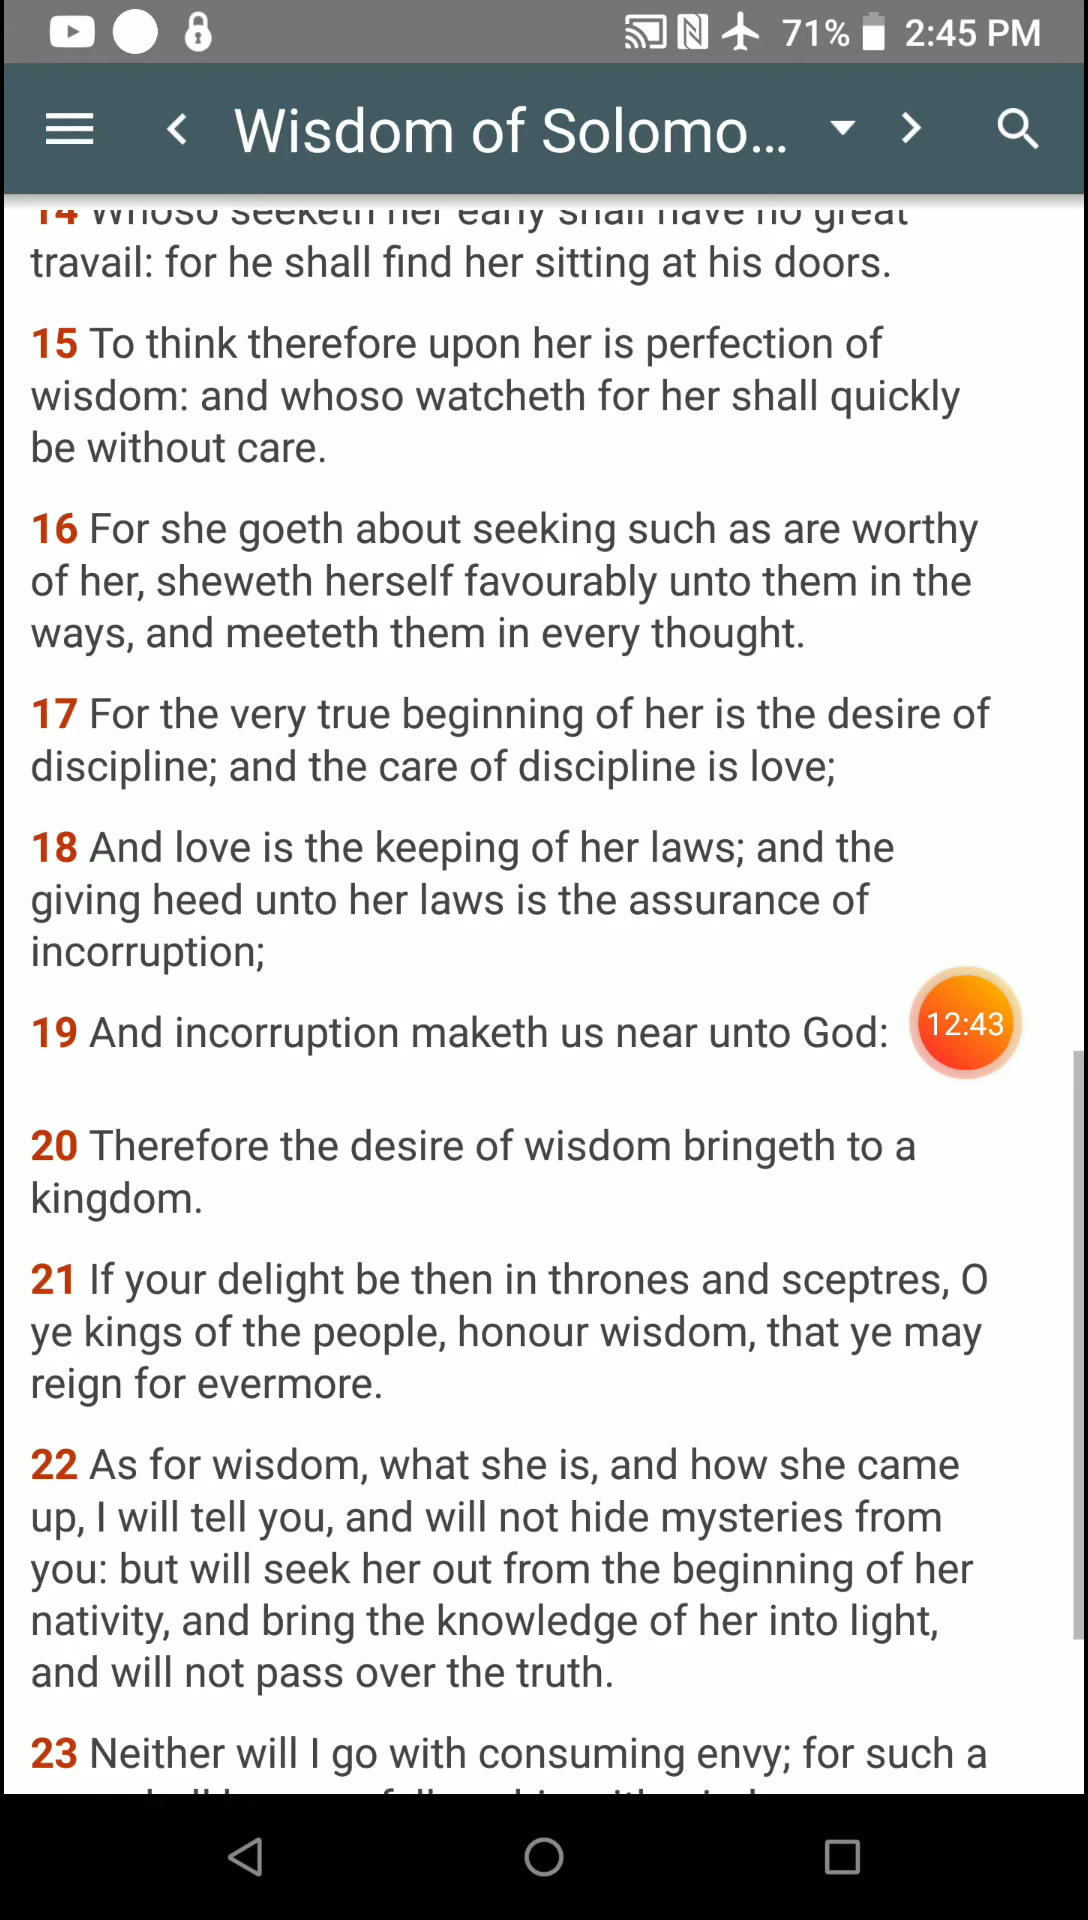 71% 2:45 PM
Wisdom of Solomo...
14 Whoso seeketh her early shall have no great
travail: for he shall find her sitting at his doors.
15 To think therefore upon her is perfection of
wisdom: and whoso watcheth for her shall quickly
be without care.
16 For she goeth about seeking such as are worthy
of her, sheweth herself favourably unto them in the
ways, and meeteth them in every thought.
17 For the very true beginning of her is the desire of
discipline; and the care of discipline is love;
18 And love is the keeping of her laws; and the
giving heed unto her laws is the assurance of
incorruption;
19 And incorruption maketh us near unto God:
12:43
20 Therefore the desire of wisdom bringeth to a
kingdom.
21 If your delight be then in thrones and sceptres, O
ye kings of the people, honour wisdom, that ye may
reign for evermore.
22 As for wisdom, what she is, and how she came
up, I will tell you, and will not hide mysteries from
you: but will seek her out from the beginning of her
nativity, and bring the knowledge of her into light,
and will not pass over the truth.
23 Neither will I go with consuming envy; for such a